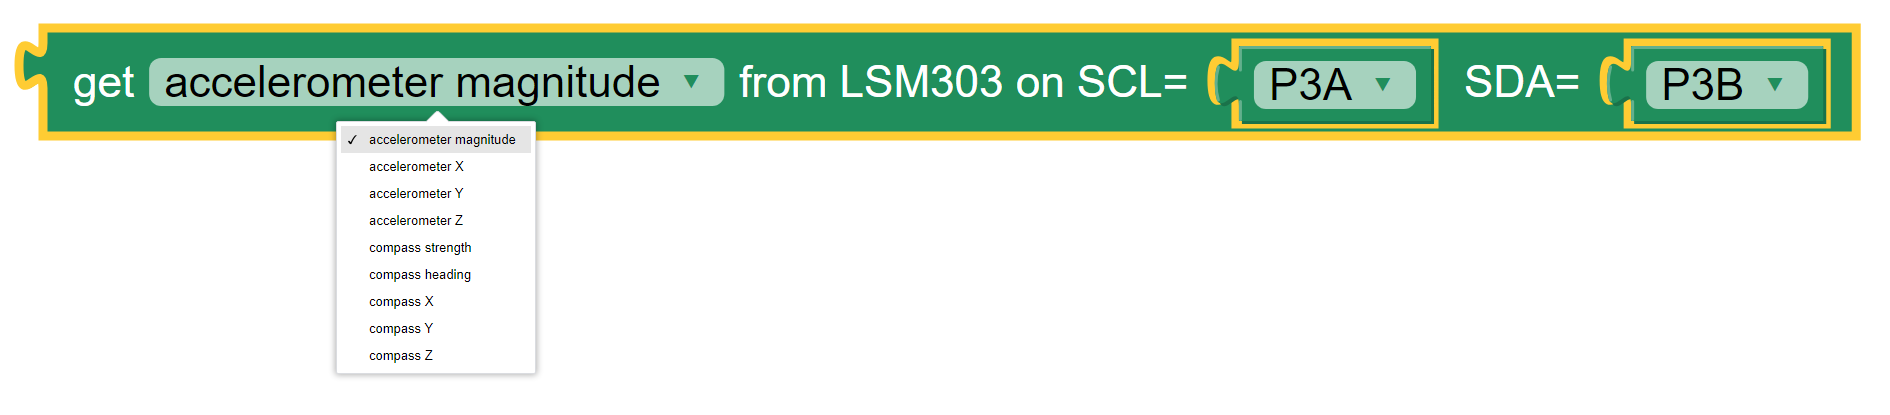 get accelerometer magnitude ▼ from LSM303 on SCL= P3A ▼ SDA= P3B ▼
✓ accelerometer magnitude
accelerometer X
accelerometer Y
accelerometer Z
compass strength
compass heading
compass X
compass Y
compass Z